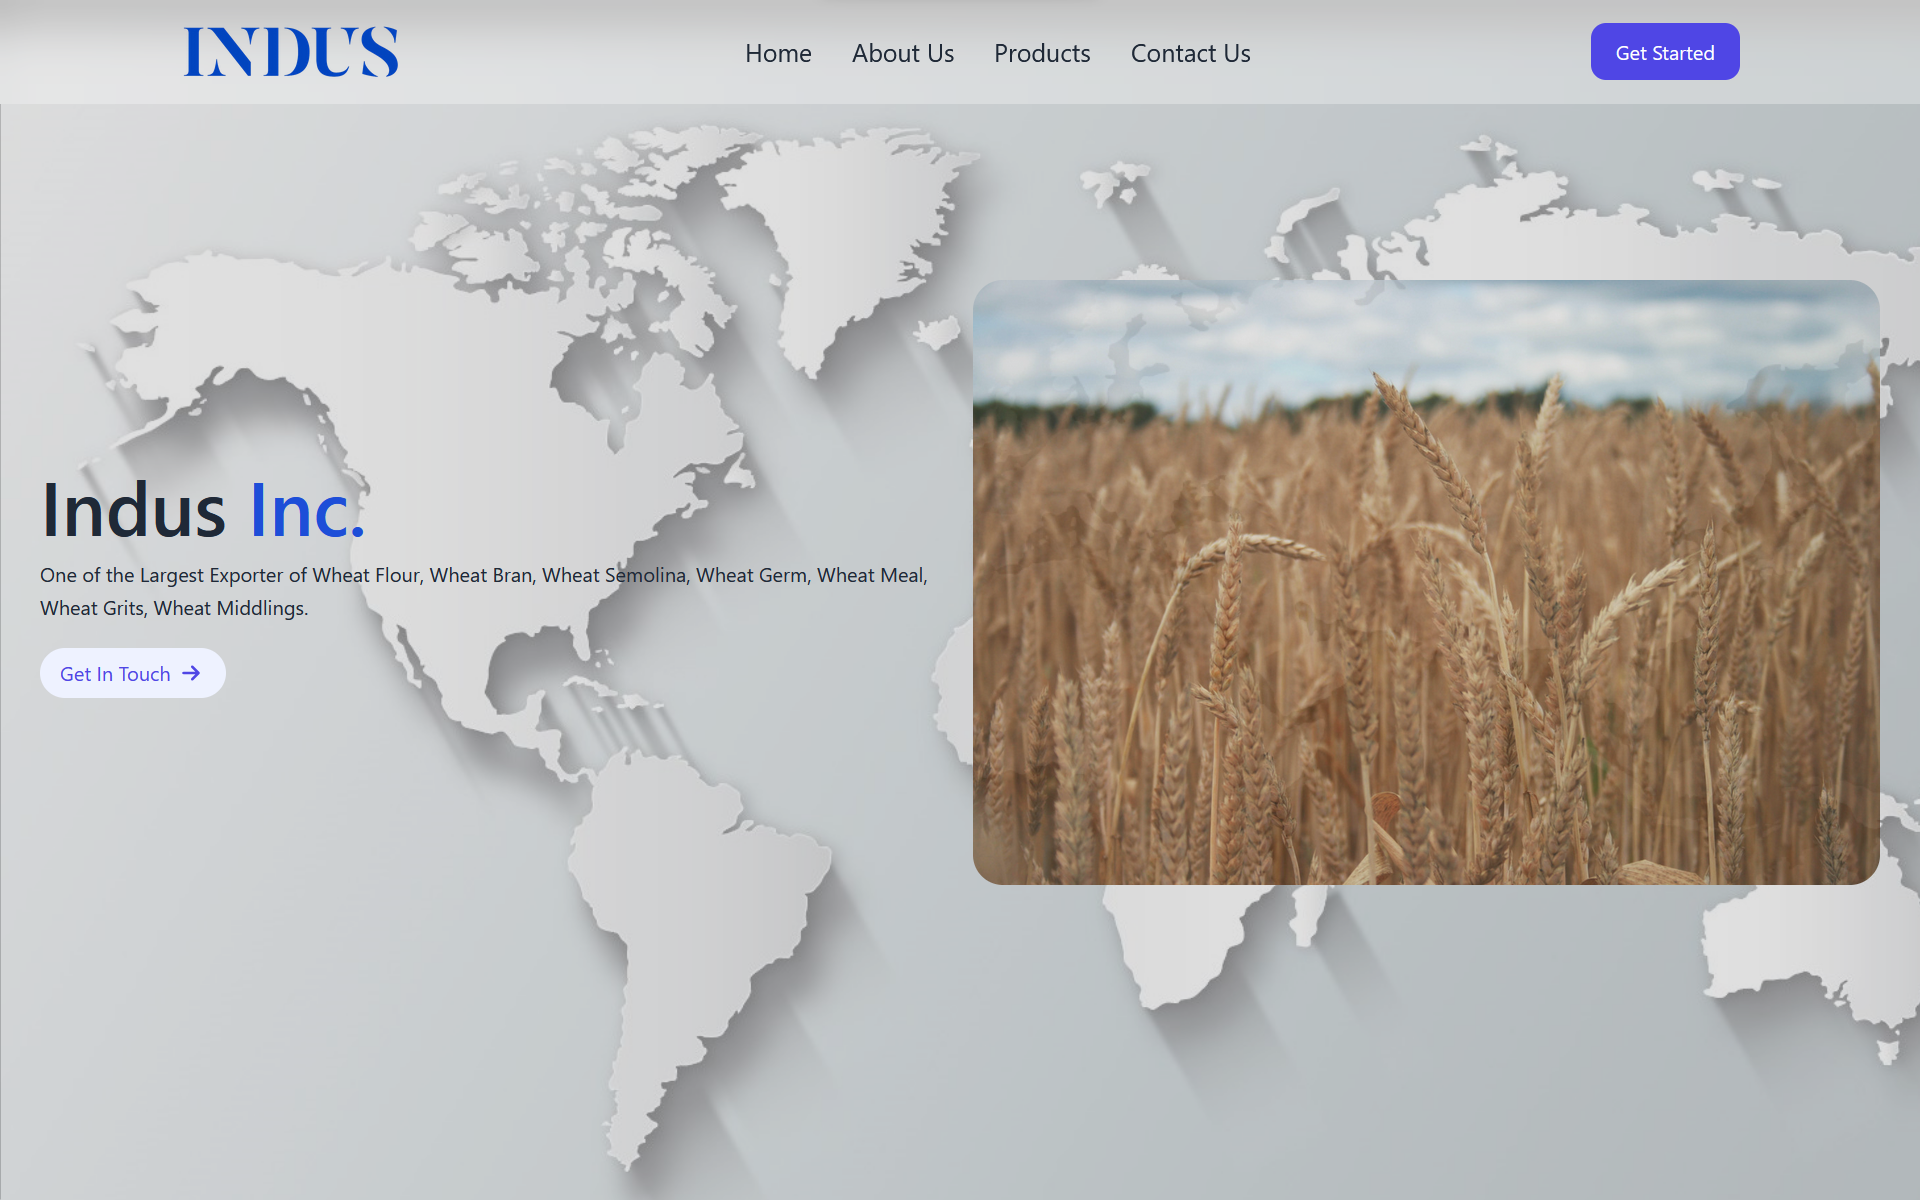 INDUS
Home About Us Products Contact Us
Get Started
Indus Inc.
One of the Largest Exporter of Wheat Flour, Wheat Bran, Wheat Semolina, Wheat Germ, Wheat Meal,
Wheat Grits, Wheat Middlings.
Get In Touch